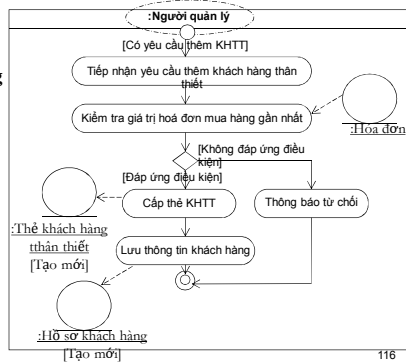 :Người quản lý
[Có yêu cầu thêm KHTT]
Tiếp nhận yêu cầu thêm khách hàng thân
thiết
Kiểm tra giá trị hoá đơn mua hàng gần nhất
:Hóa đơn
[Không đáp ứng điều
kiện]
[Đáp ứng điều kiện]
Cấp thẻ KHTT
Thông báo từ chối
:Thẻ khách hàng
tthân thiết
[Tạo mới]
Lưu thông tin khách hàng
:Hồ sơ khách hàng
[Tạo mới]
116